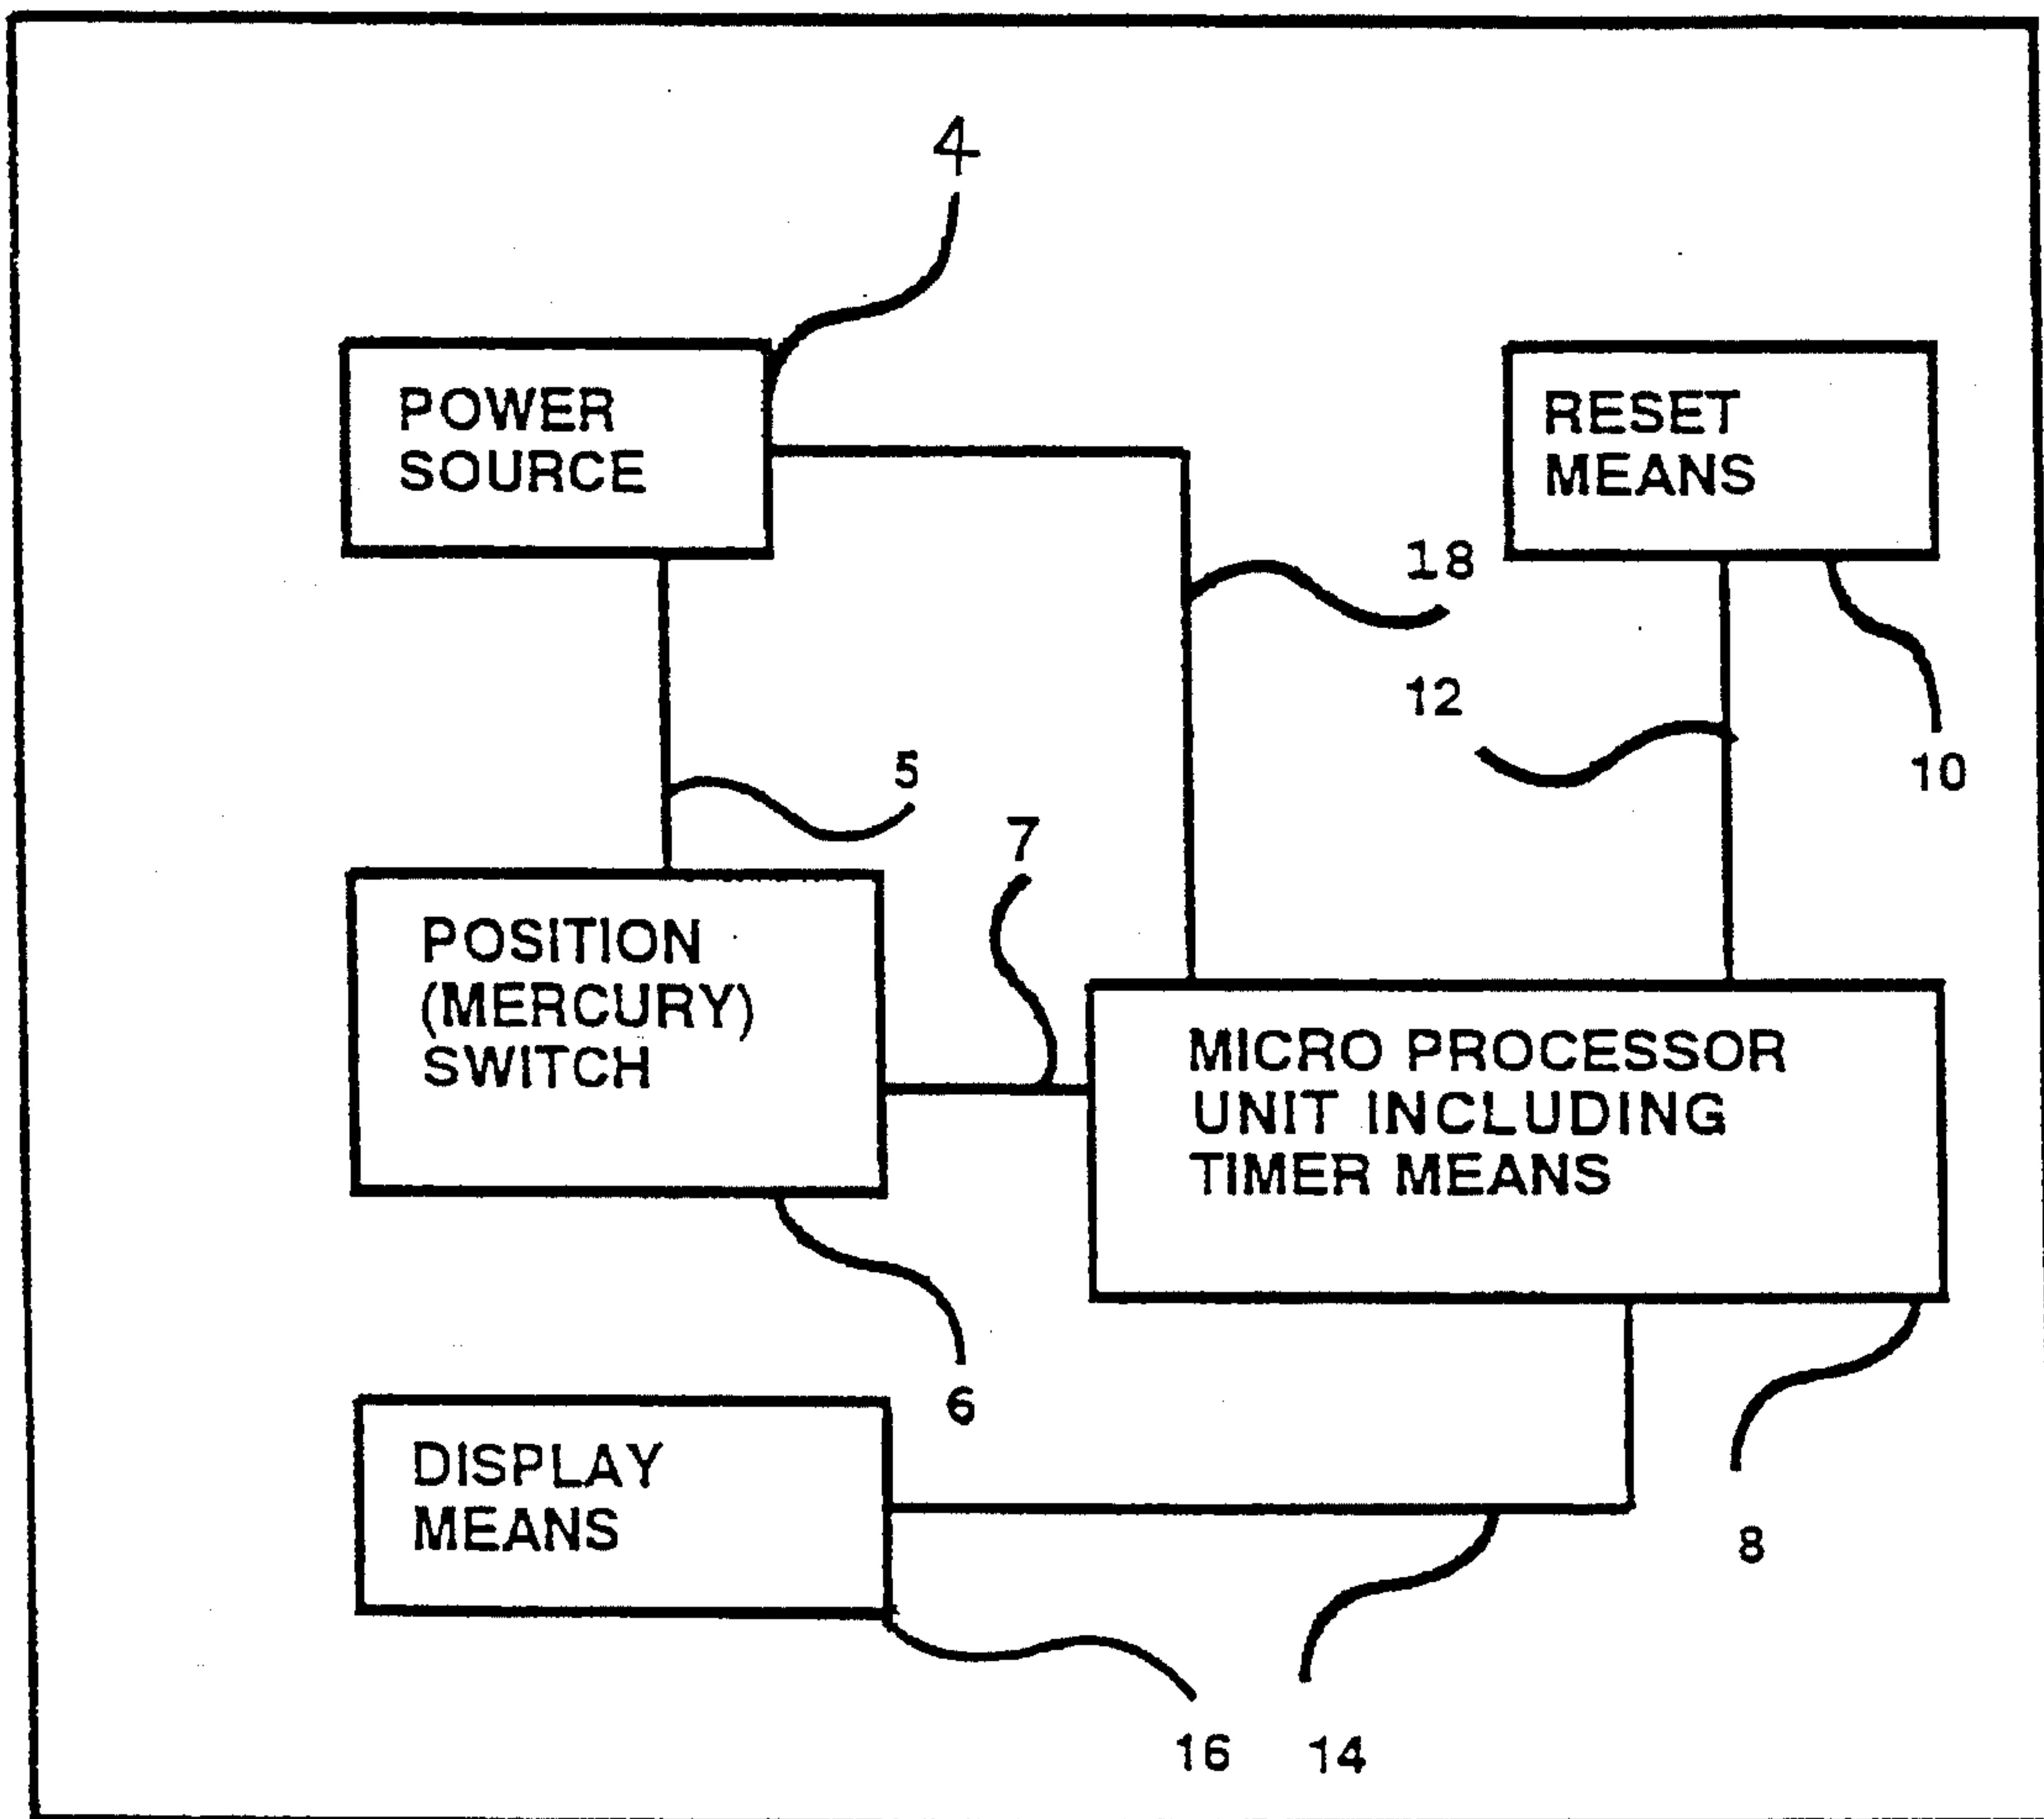 4
POWER
SOURCE
RESET
MEANS
18
12
10
5
7
POSITION
(MERCURY)
SWITCH
MICRO PROCESSOR
UNIT INCLUDING
TIMER MEANS
6
DISPLAY
MEANS
8
16
14